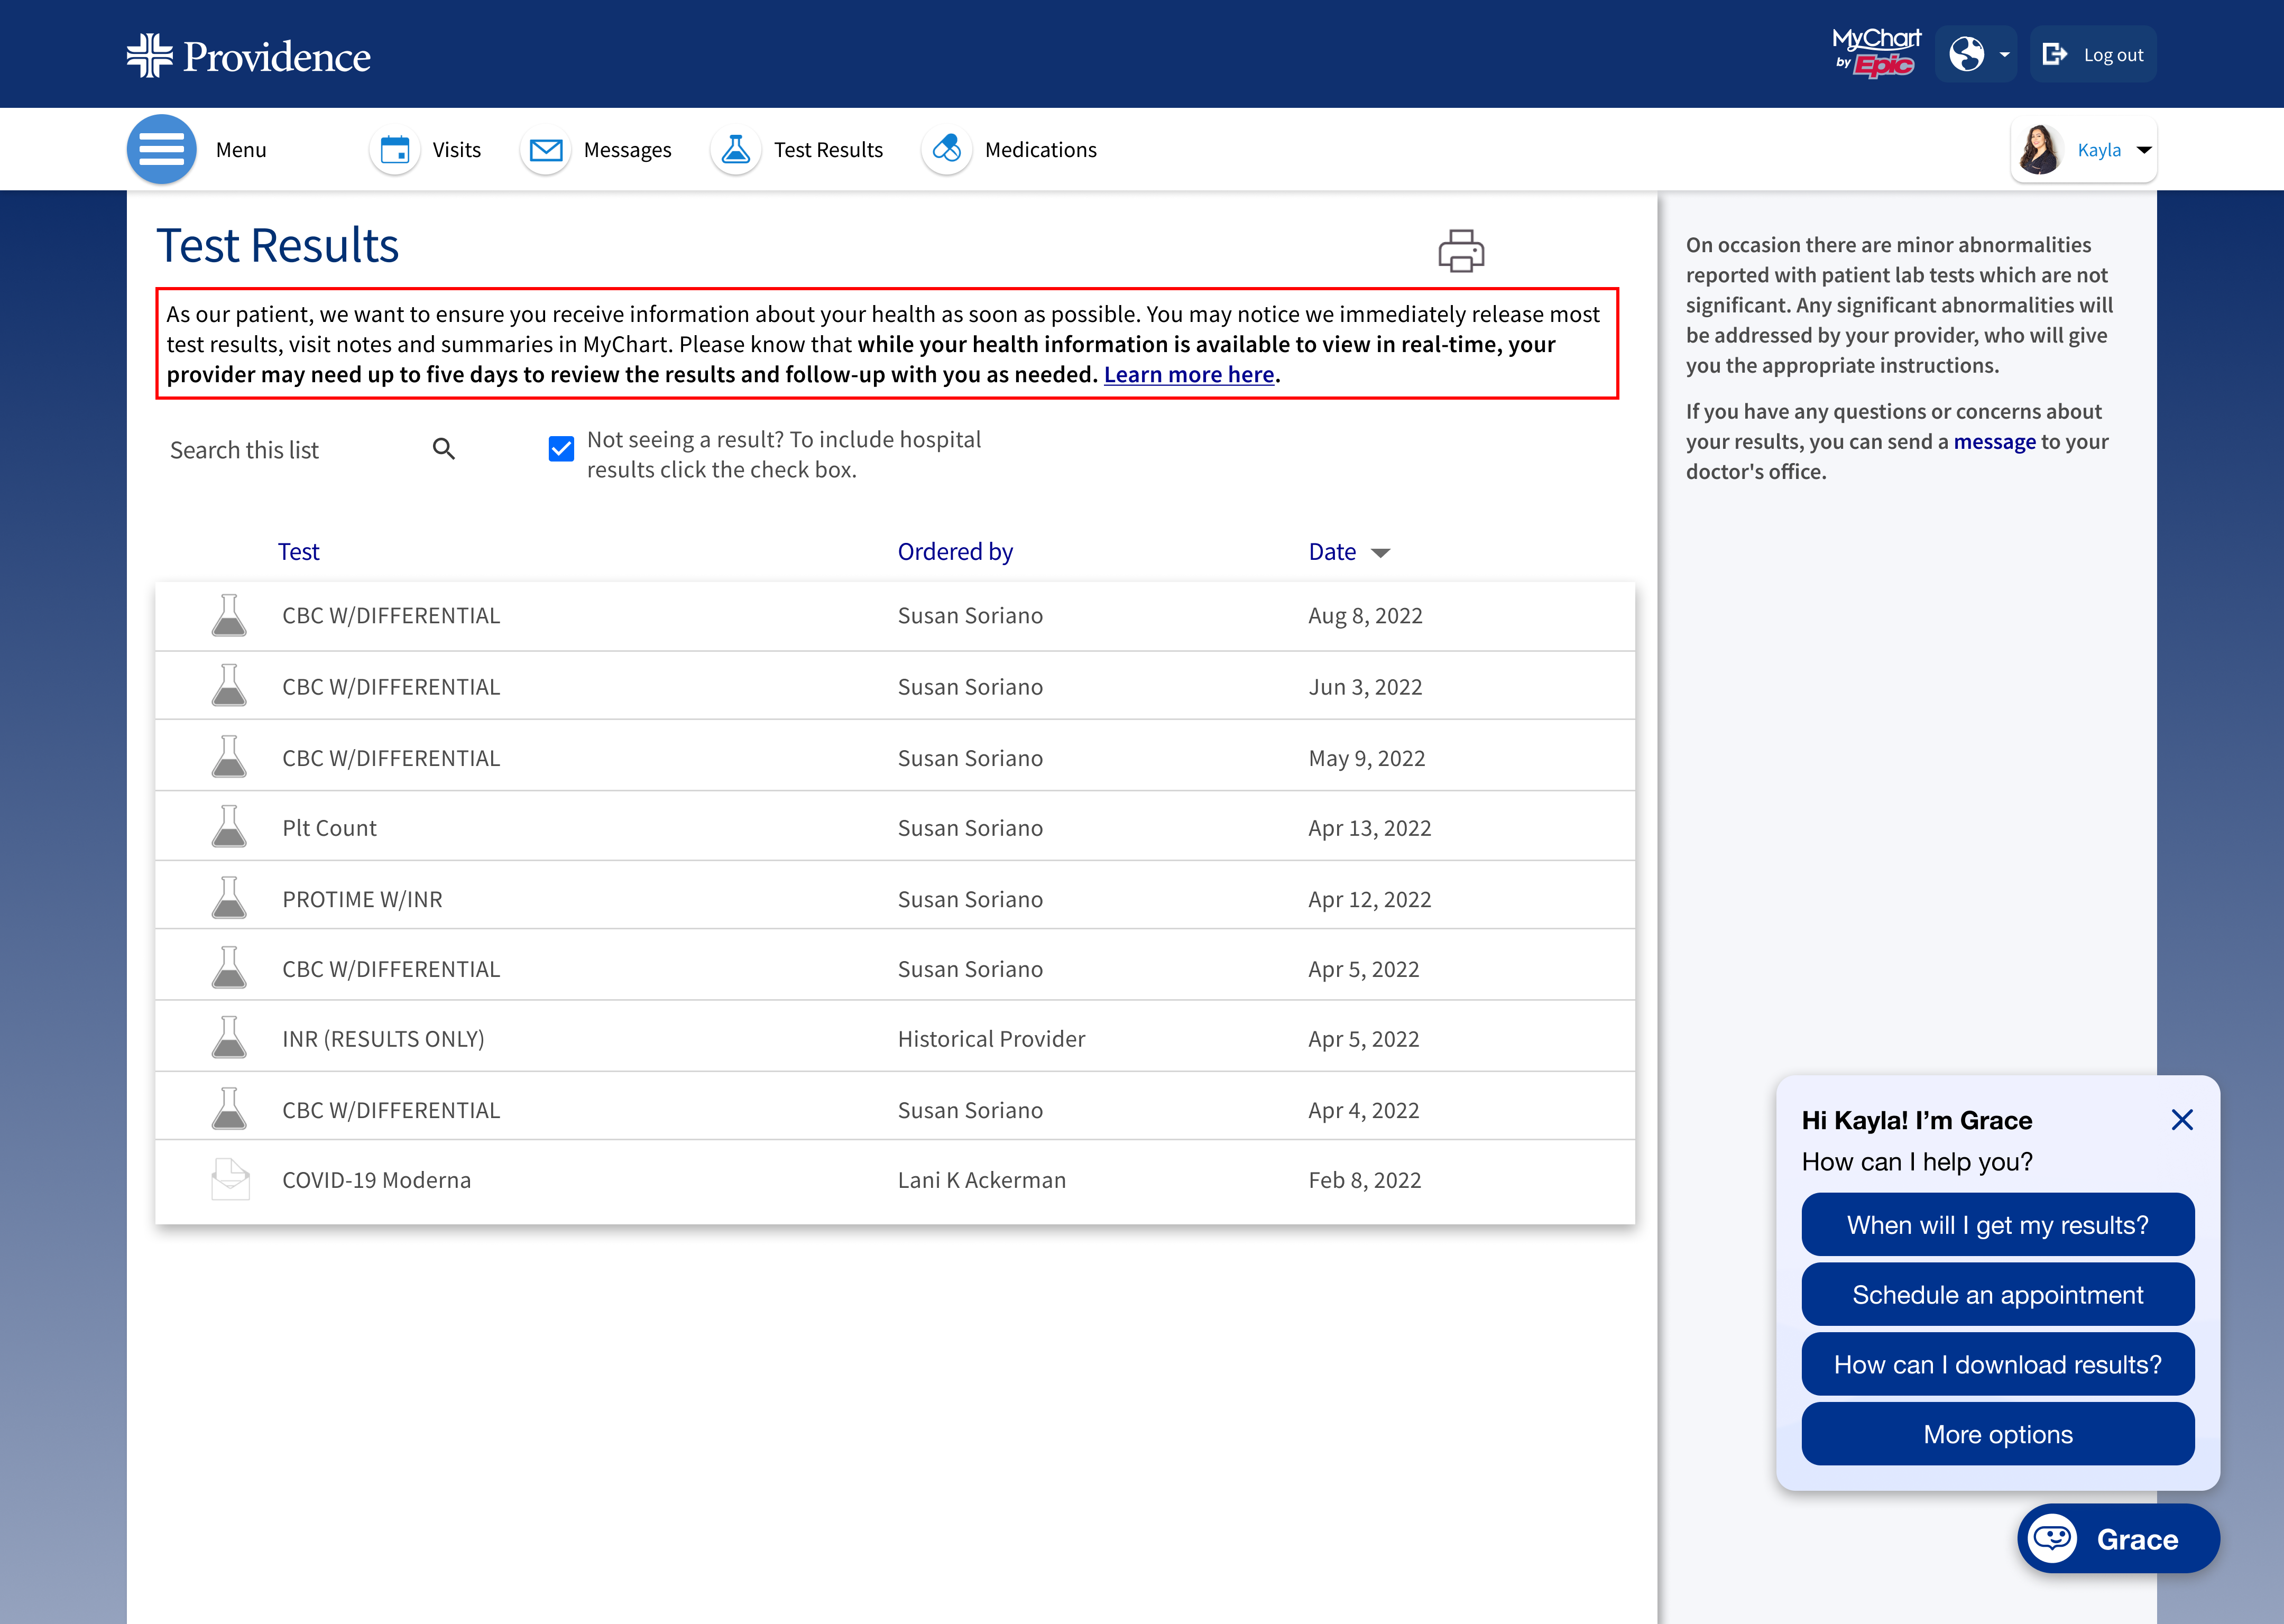 Providence
MyChart
by Epic
Log out
Menu
Visits
Messages
Test Results
Medications
Kayla
Test Results
As our patient, we want to ensure you receive information about your health as soon as possible. You may notice we immediately release most
test results, visit notes and summaries in MyChart. Please know that while your health information is available to view in real-time, your
provider may need up to five days to review the results and follow-up with you as needed. Learn more here.
Search this list
Not seeing a result? To include hospital
results click the check box.
Test Ordered by Date
CBC W/DIFFERENTIAL Susan Soriano Aug 8, 2022
CBC W/DIFFERENTIAL Susan Soriano Jun 3, 2022
CBC W/DIFFERENTIAL Susan Soriano May 9, 2022
Plt Count Susan Soriano Apr 13, 2022
PROTIME W/INR Susan Soriano Apr 12, 2022
CBC W/DIFFERENTIAL Susan Soriano Apr 5, 2022
INR (RESULTS ONLY) Historical Provider Apr 5, 2022
CBC W/DIFFERENTIAL Susan Soriano Apr 4, 2022
COVID-19 Moderna Lani K Ackerman Feb 8, 2022
On occasion there are minor abnormalities
reported with patient lab tests which are not
significant. Any significant abnormalities will
be addressed by your provider, who will give
you the appropriate instructions.
If you have any questions or concerns about
your results, you can send a message to your
doctor's office.
Hi Kayla! I’m Grace
How can I help you?
When will I get my results?
Schedule an appointment
How can I download results?
More options
Grace